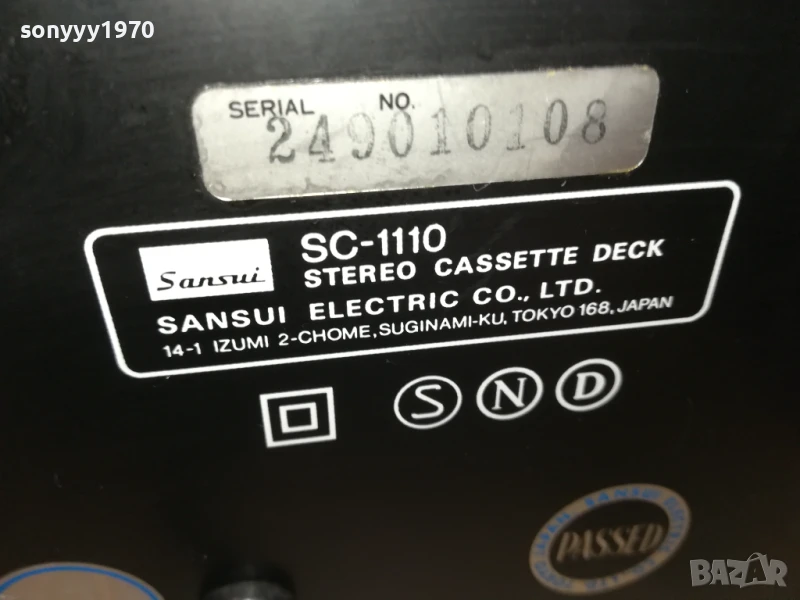 sonyyy1970
SERIAL NO.
249010108
Sansui
SC-1110
STEREO CASSETTE DECK
SANSUI ELECTRIC CO., LTD.
14-1 IZUMI 2-CHOME, SUGINAMI-KU, TOKYO 168, JAPAN
S N D
PASSED
BAZAR